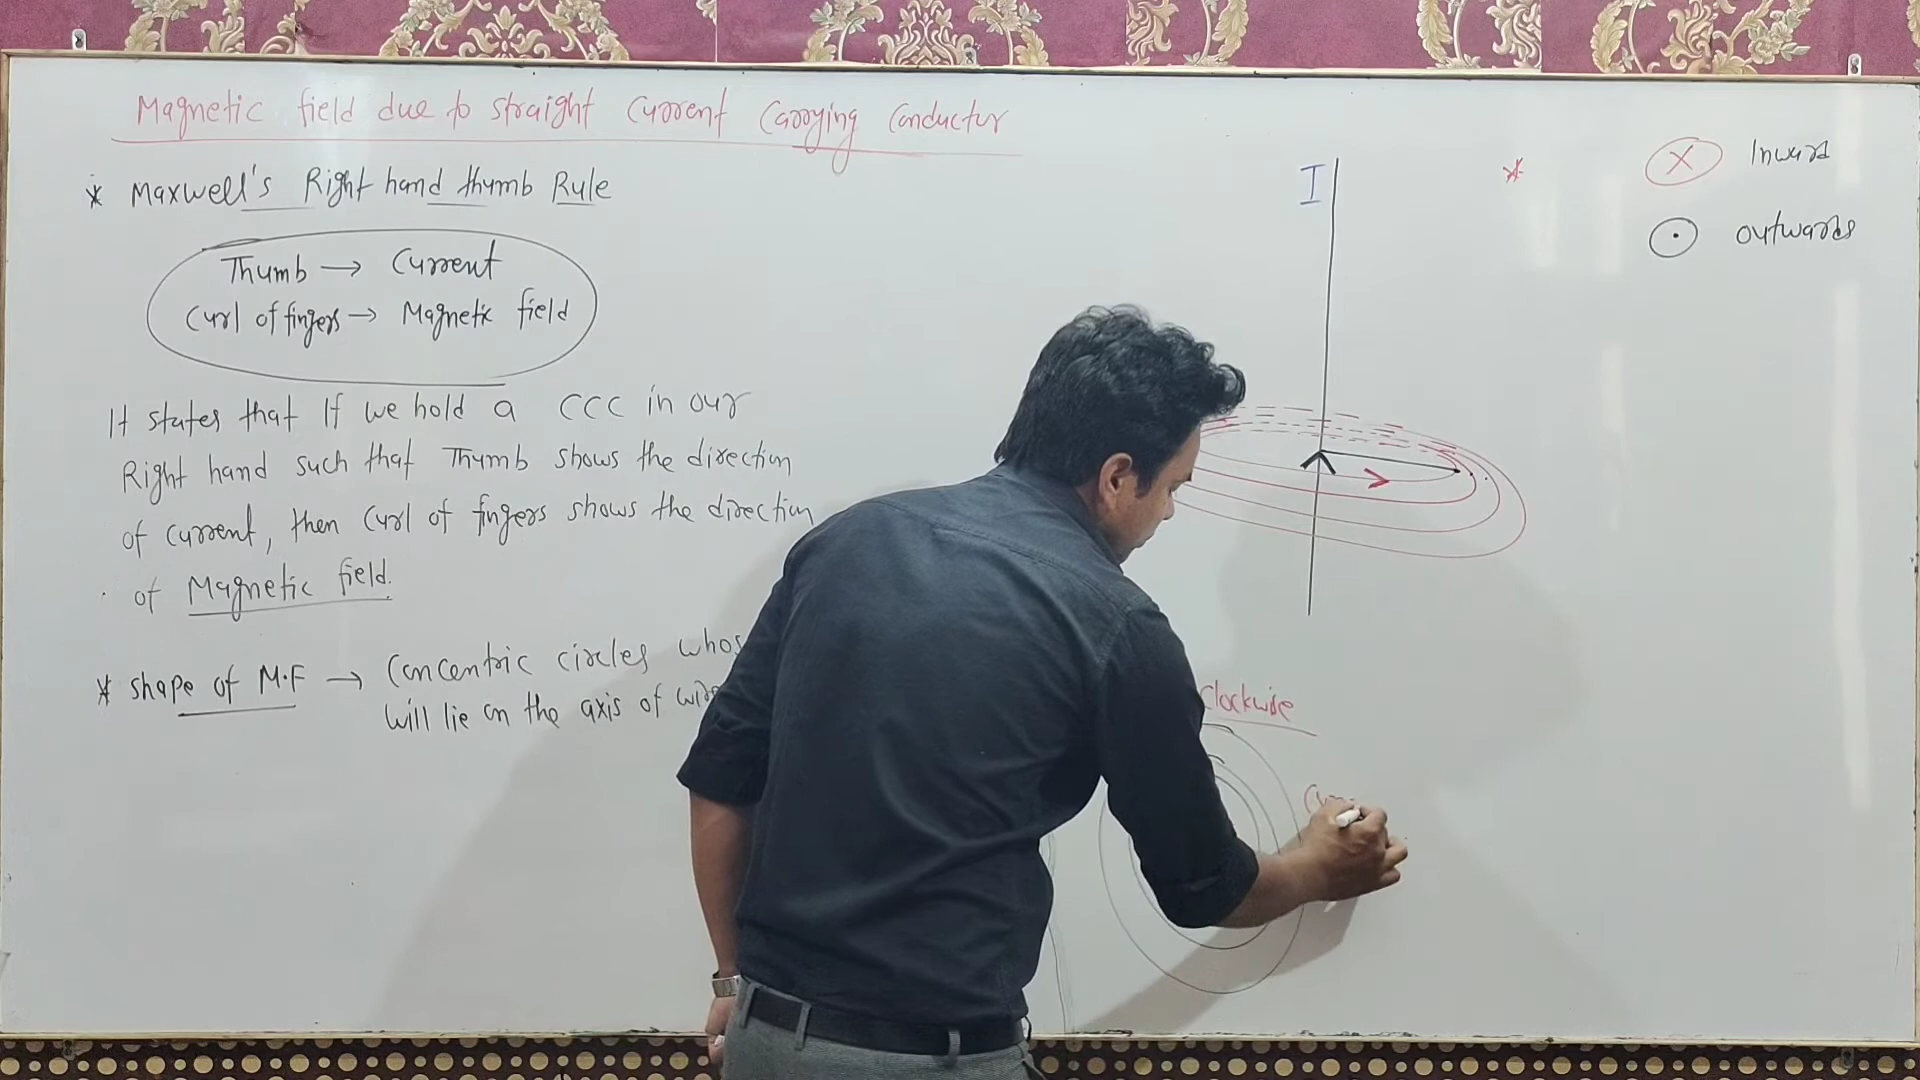 Magnetic field due to straight Current Carrying Conductor
* Maxwell's Right hand thumb Rule
Thumb → Current
Curl of fingers → Magnetic field
It states that If we hold a CCC in our
Right hand such that Thumb shows the direction
of current, then Curl of fingers shows the direction
of Magnetic field.
* shape of M.F → Concentric circles whos
will lie on the axis of wire
I
*
X Inward
outwards
Clockwise